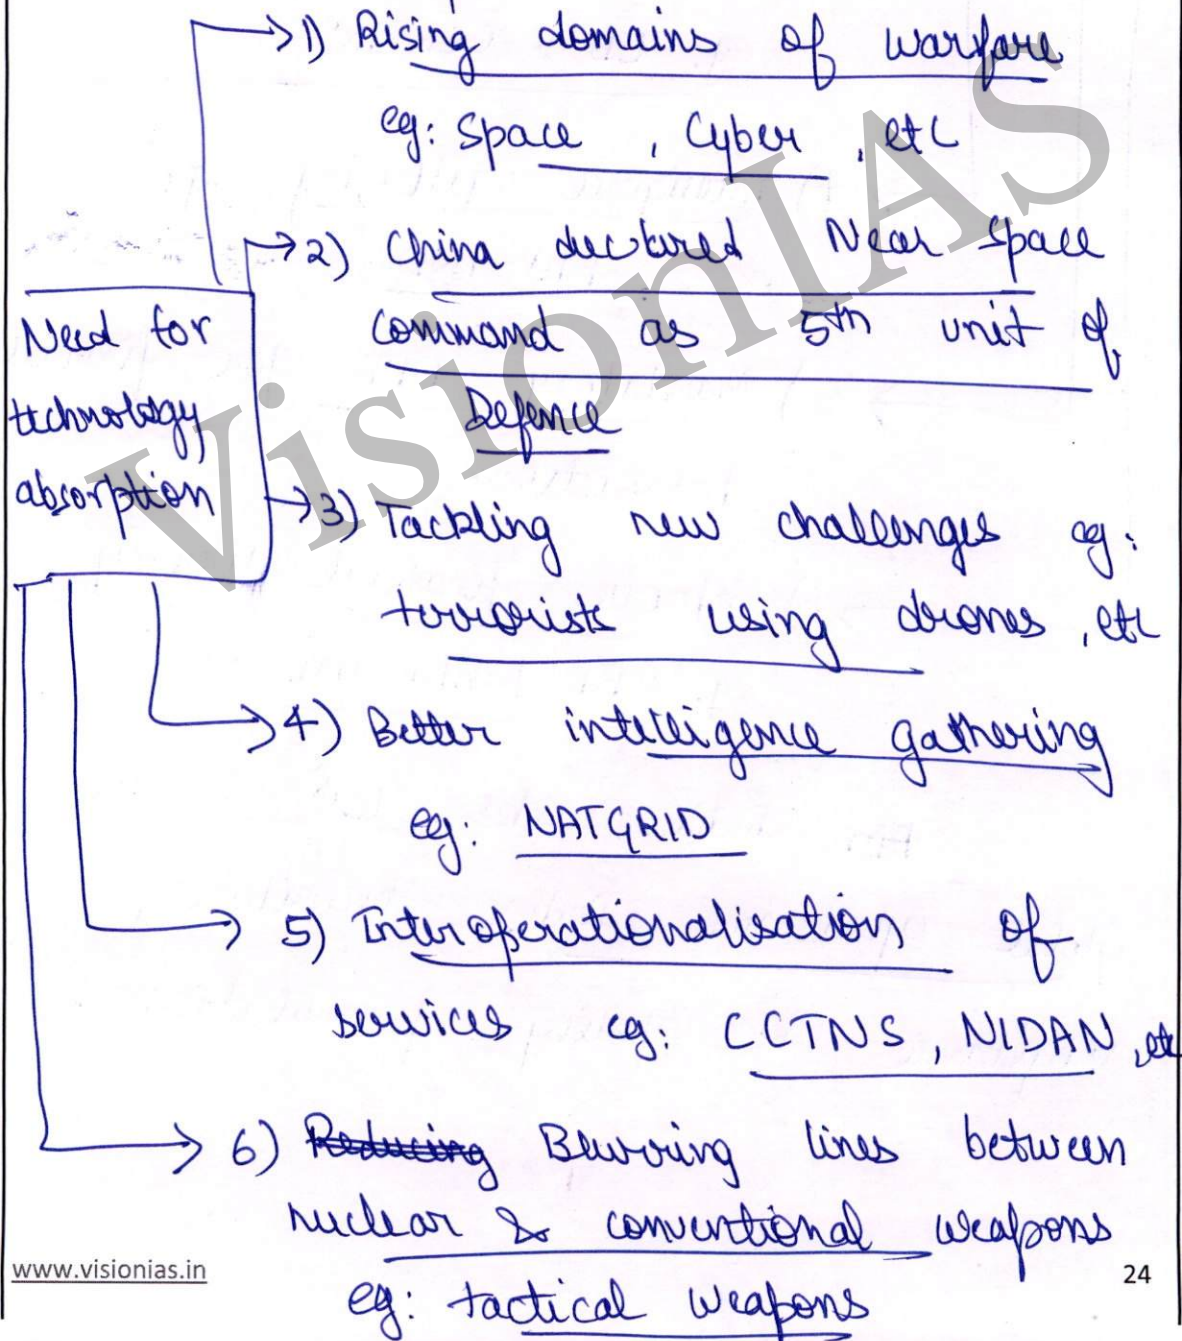 1) Rising domains of warfare
eg: Space, Cyber, etc
2) China declared Near Space
command as 5th unit of
Defence
Need for
technology
absorption
3) Tackling new challenges eg:
terrorists using drones, etc
4) Better intelligence gathering
eg: NATGRID
5) Interoperationalisation of
services eg: CCTNS, NIDAN, etc
6) Reducing Blurring lines between
nuclear & conventional weapons
eg: tactical weapons
VisionIAS
www.visionias.in
24